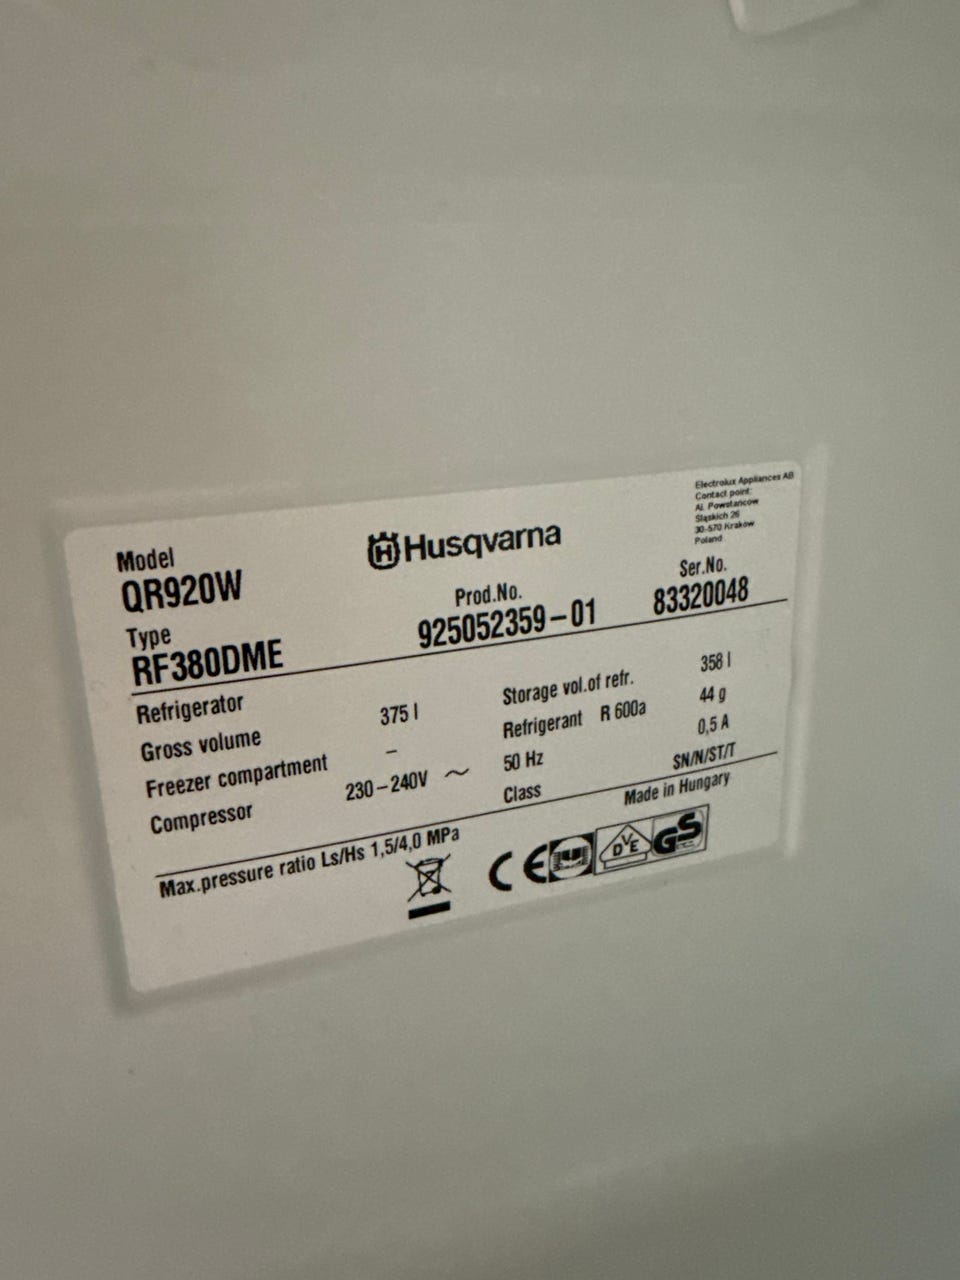 Electrolux Appliances AB
Contact point:
Al. Powstańcow
Śląskich 26
30-570 Krakow
Poland
Husqvarna
Model
QR920W
Prod.No.
925052359-01
Ser.No.
83320048
Type
RF380DME
Refrigerator
Gross volume 375 l
Freezer compartment –
Compressor 230-240V ~
Storage vol.of refr. 358 l
Refrigerant R 600a 44 g
50 Hz 0,5 A
Class SN/N/ST/T
Max.pressure ratio Ls/Hs 1,5/4,0 MPa
Made in Hungary
CE
DVE
GS